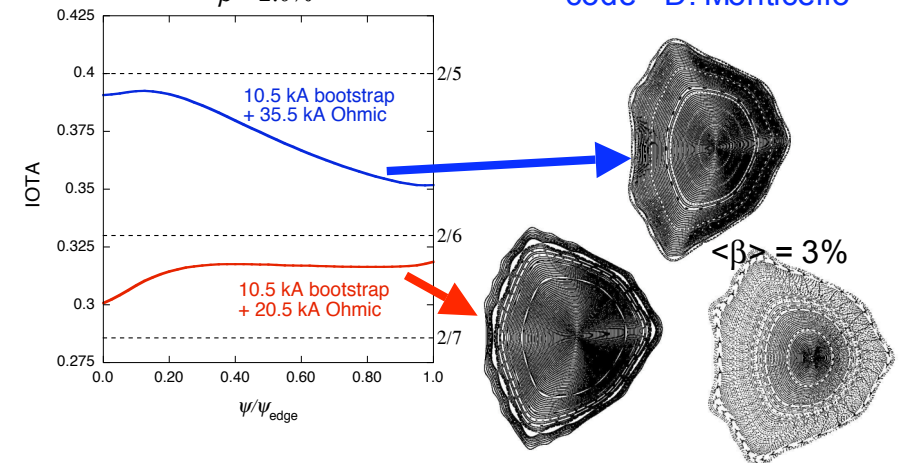 0.425
0.4
0.375
0.35
0.325
0.3
0.275
IOTA
2/5
2/6
2/7
10.5 kA bootstrap
+ 35.5 kA Ohmic
10.5 kA bootstrap
+ 20.5 kA Ohmic
0.0 0.20 0.40 0.60 0.80 1.0
ψ/ψedge
<β> = 3%